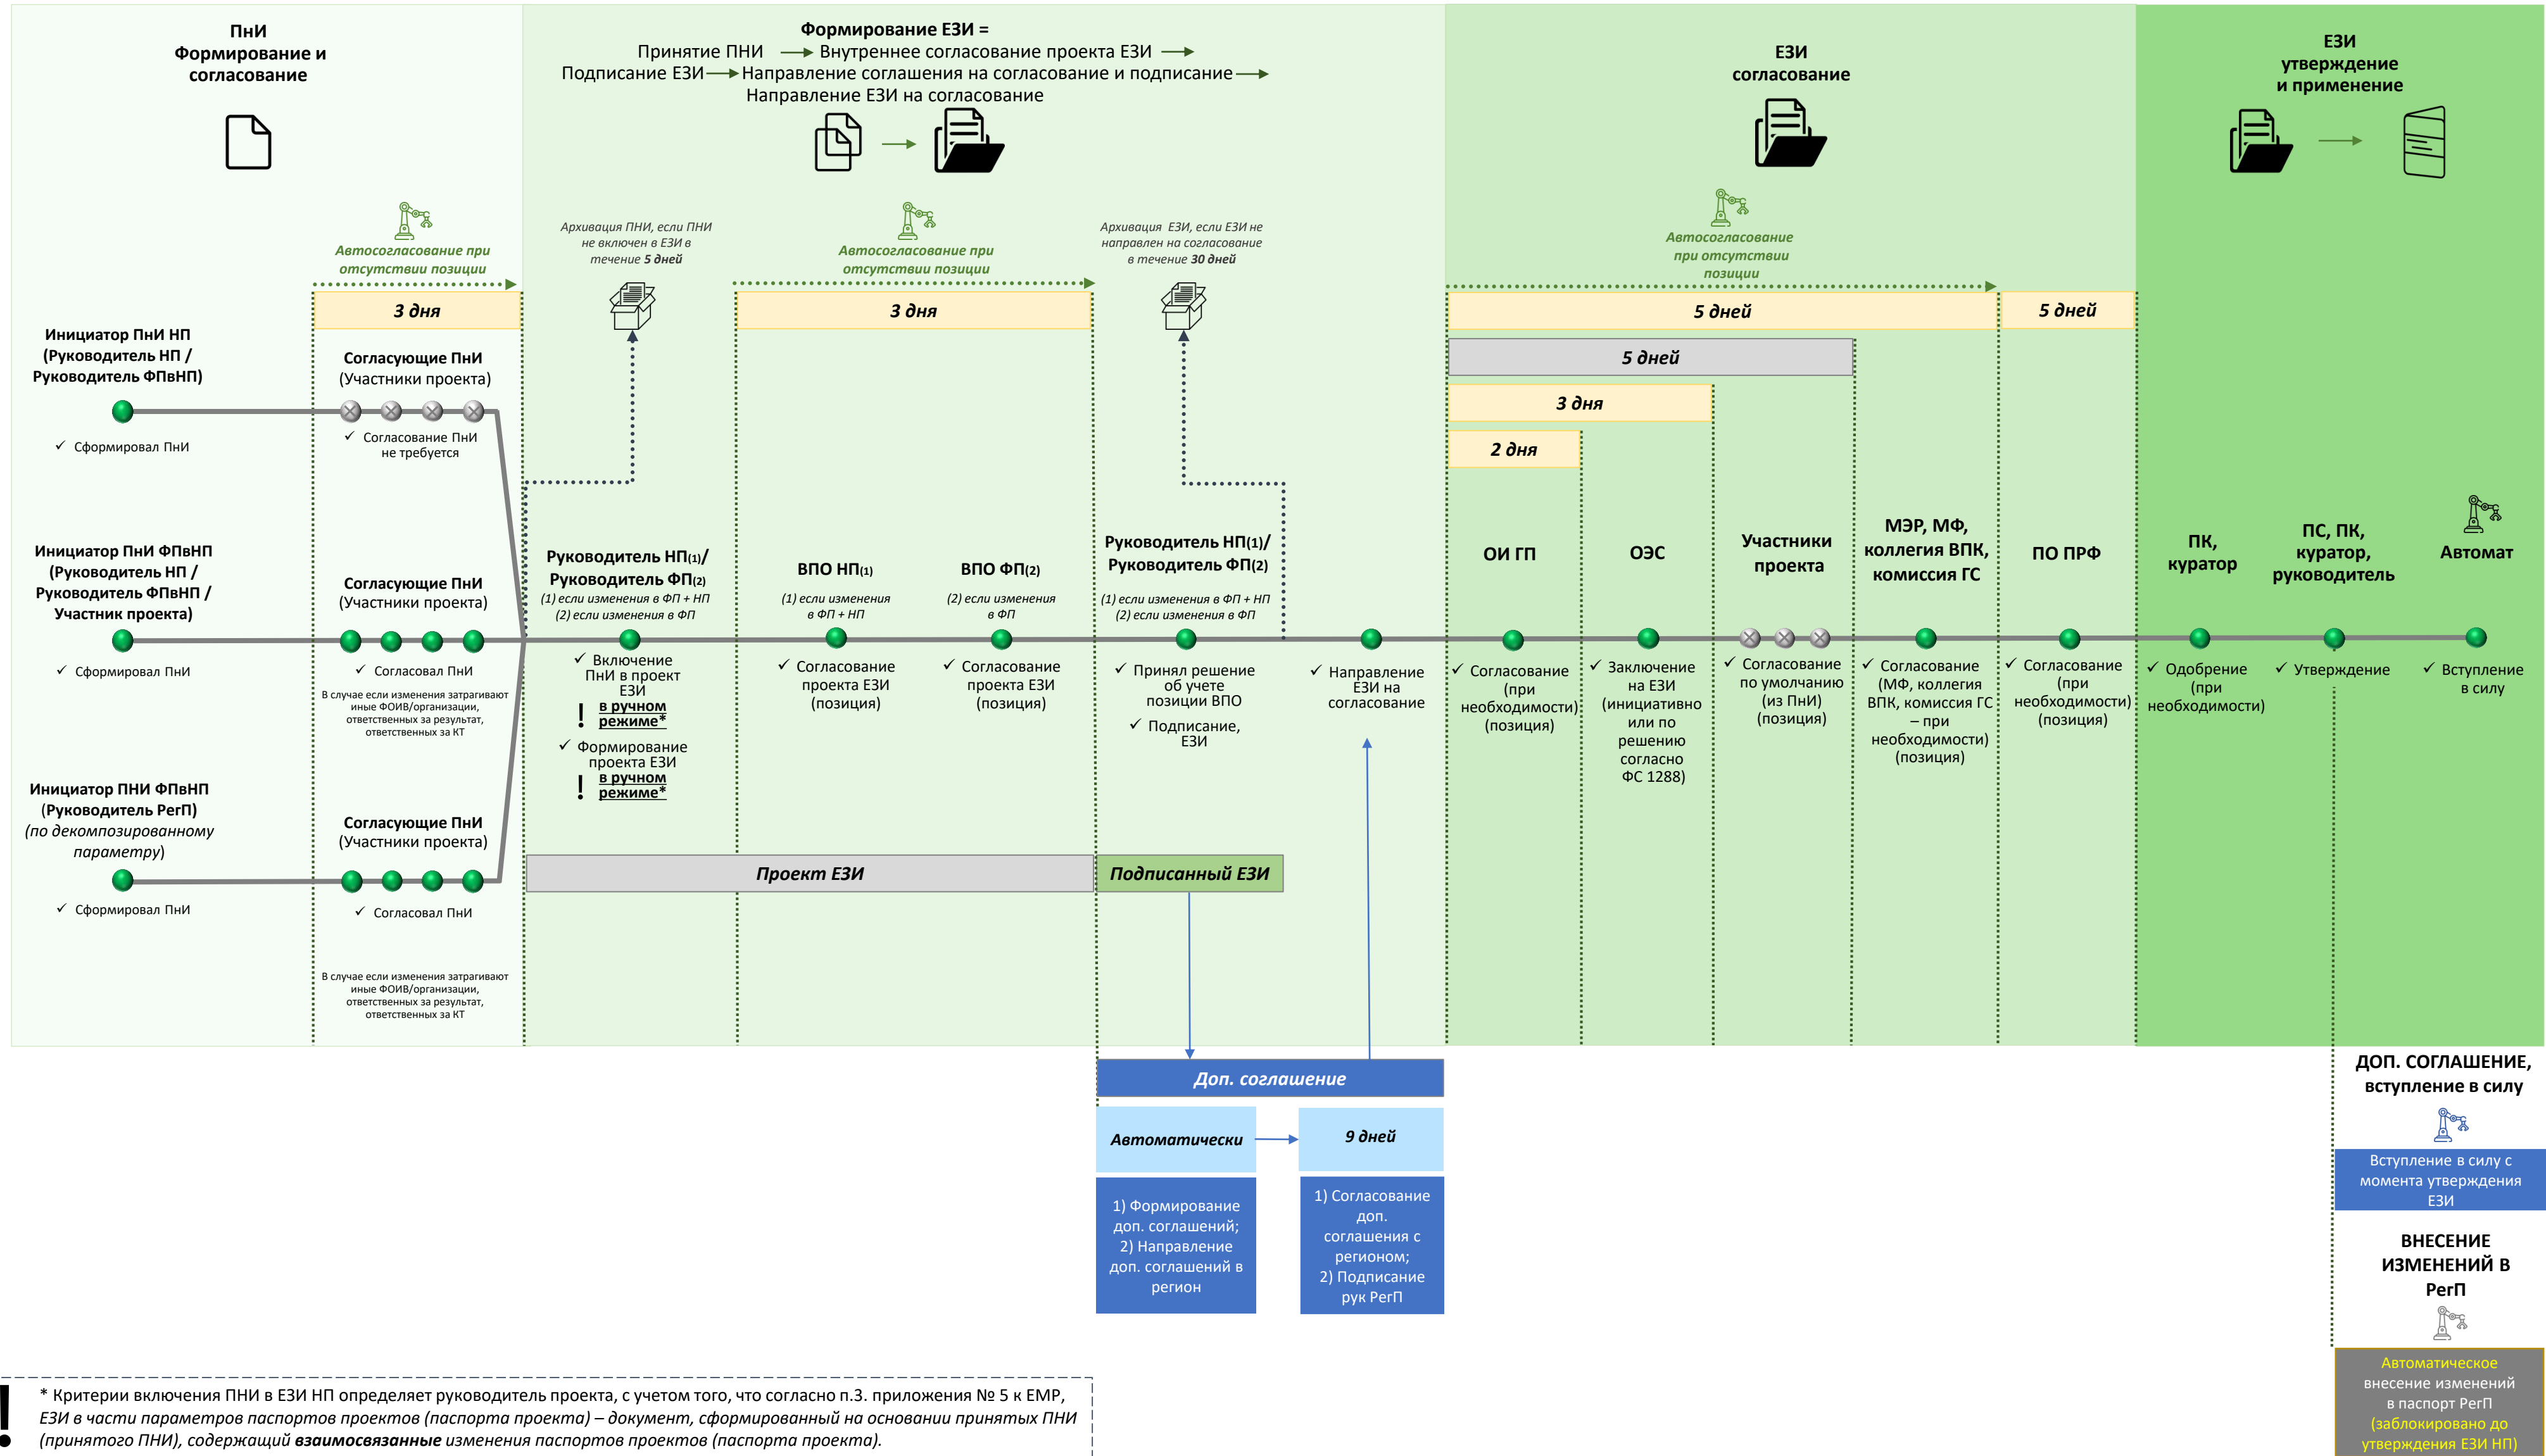 ПнИ
Формирование и
согласование
Формирование ЕЗИ =
Принятие ПНИ
Внутреннее согласование проекта ЕЗИ
Подписание ЕЗИ
Направление соглашения на согласование и подписание
Направление ЕЗИ на согласование
ЕЗИ
согласование
ЕЗИ
утверждение
и применение
Автосогласование при
отсутствии позиции
3 дня
Архивация ПНИ, если ПНИ
не включен в ЕЗИ в
течение 5 дней
Автосогласование при
отсутствии позиции
3 дня
Архивация ЕЗИ, если ЕЗИ не
направлен на согласование
в течение 30 дней
Автосогласование
при отсутствии
позиции
5 дней
5 дней
5 дней
3 дня
2 дня
Инициатор ПнИ НП
(Руководитель НП /
Руководитель ФПвНП)
✓ Сформировал ПнИ
Согласующие ПнИ
(Участники проекта)
✓ Согласование ПнИ
не требуется
Инициатор ПнИ ФПвНП
(Руководитель НП /
Руководитель ФПвНП /
Участник проекта)
✓ Сформировал ПнИ
Согласующие ПнИ
(Участники проекта)
✓ Согласовал ПнИ
В случае если изменения затрагивают
иные ФОИВ/организации,
ответственных за результат,
ответственных за КТ
Инициатор ПНИ ФПвНП
(Руководитель РегП)
(по декомпозированному
параметру)
✓ Сформировал ПнИ
Согласующие ПнИ
(Участники проекта)
✓ Согласовал ПнИ
В случае если изменения затрагивают
иные ФОИВ/организации,
ответственных за результат,
ответственных за КТ
Руководитель НП(1)/
Руководитель ФП(2)
(1) если изменения в ФП + НП
(2) если изменения в ФП
✓ Включение
ПнИ в проект
ЕЗИ
! в ручном
режиме*
✓ Формирование
проекта ЕЗИ
! в ручном
режиме*
ВПО НП(1)
(1) если изменения
в ФП + НП
✓ Согласование
проекта ЕЗИ
(позиция)
ВПО ФП(2)
(2) если изменения
в ФП
✓ Согласование
проекта ЕЗИ
(позиция)
Руководитель НП(1)/
Руководитель ФП(2)
(1) если изменения в ФП + НП
(2) если изменения в ФП
✓ Принял решение
об учете
позиции ВПО
✓ Подписание,
ЕЗИ
✓ Направление
ЕЗИ на
согласование
ОИ ГП
✓ Согласование
(при
необходимости)
(позиция)
ОЭС
✓ Заключение
на ЕЗИ
(инициативно
или по
решению
согласно
ФС 1288)
Участники
проекта
✓ Согласование
по умолчанию
(из ПнИ)
(позиция)
МЭР, МФ,
коллегия ВПК,
комиссия ГС
✓ Согласование
(МФ, коллегия
ВПК, комиссия ГС
– при
необходимости)
(позиция)
ПО ПРФ
✓ Согласование
(при
необходимости)
(позиция)
ПК,
куратор
✓ Одобрение
(при
необходимости)
ПС, ПК,
куратор,
руководитель
✓ Утверждение
Автомат
✓ Вступление
в силу
Проект ЕЗИ
Подписанный ЕЗИ
Доп. соглашение
Автоматически
9 дней
1) Формирование
доп. соглашений;
2) Направление
доп. соглашений в
регион
1) Согласование
доп.
соглашения с
регионом;
2) Подписание
рук РегП
ДОП. СОГЛАШЕНИЕ,
вступление в силу
Вступление в силу с
момента утверждения
ЕЗИ
ВНЕСЕНИЕ
ИЗМЕНЕНИЙ В
РегП
Автоматическое
внесение изменений
в паспорт РегП
(заблокировано до
утверждения ЕЗИ НП)
! * Критерии включения ПНИ в ЕЗИ НП определяет руководитель проекта, с учетом того, что согласно п.3. приложения № 5 к ЕМР,
ЕЗИ в части параметров паспортов проектов (паспорта проекта) – документ, сформированный на основании принятых ПНИ
(принятого ПНИ), содержащий взаимосвязанные изменения паспортов проектов (паспорта проекта).